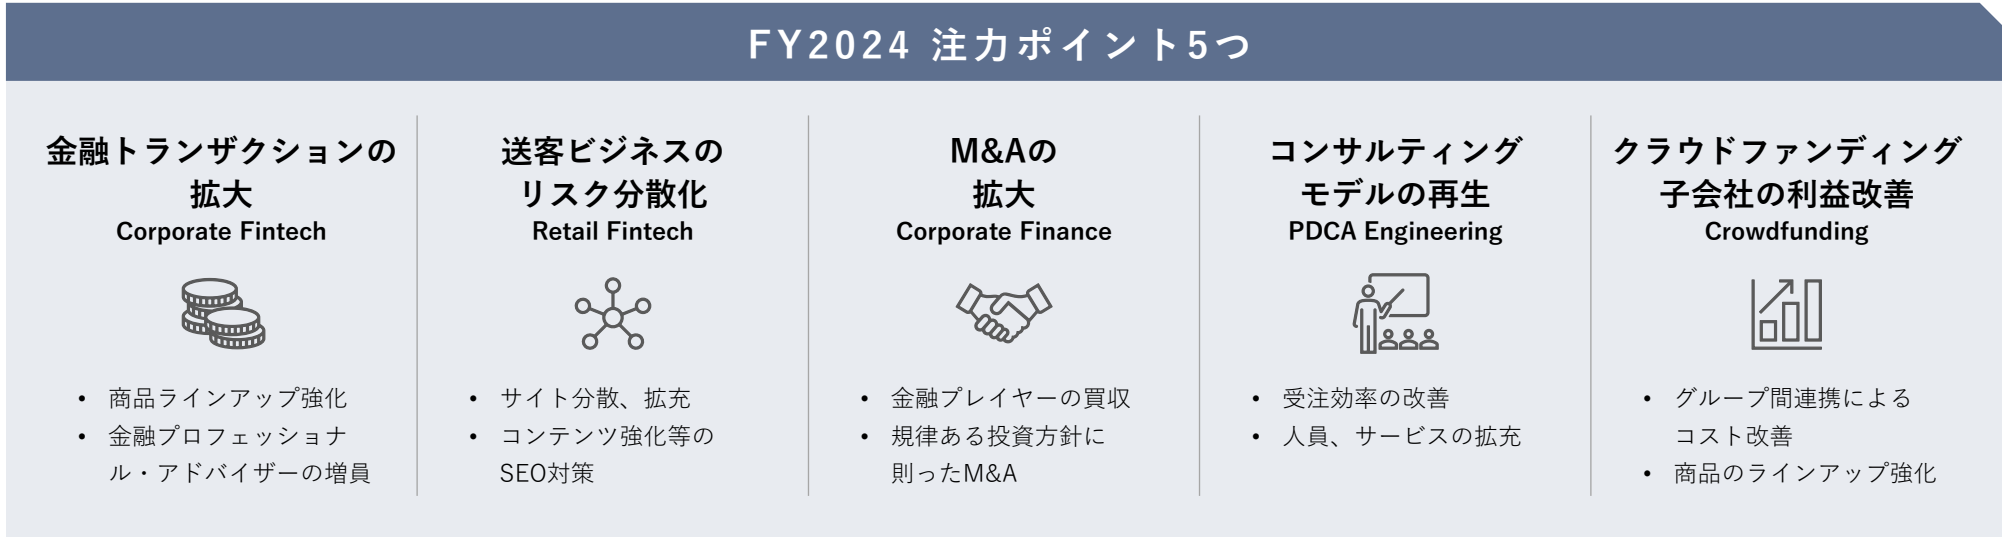 FY2024 注力ポイント5つ
金融トランザクションの
拡大
Corporate Fintech
• 商品ラインアップ強化
• 金融プロフェッショナ
ル・アドバイザーの増員
送客ビジネスの
リスク分散化
Retail Fintech
• サイト分散、拡充
• コンテンツ強化等の
SEO対策
M&Aの
拡大
Corporate Finance
• 金融プレイヤーの買収
• 規律ある投資方針に
則ったM&A
コンサルティング
モデルの再生
PDCA Engineering
• 受注効率の改善
• 人員、サービスの拡充
クラウドファンディング
子会社の利益改善
Crowdfunding
• グループ間連携による
コスト改善
• 商品のラインアップ強化